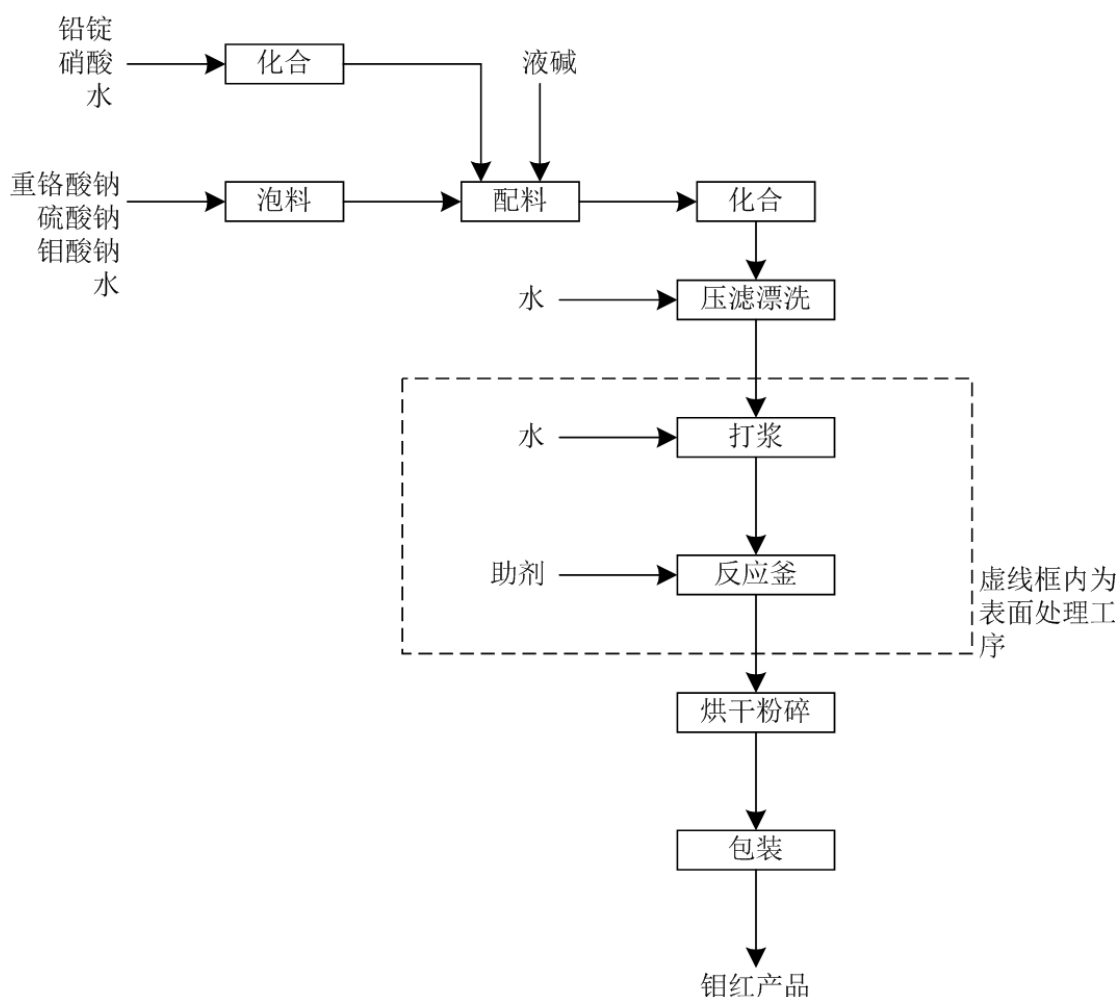 铅锭
硝酸
水
化合
液碱
重铬酸钠
硫酸钠
钼酸钠
水
泡料
配料
化合
水
压滤漂洗
水
打浆
助剂
反应釜
虚线框内为
表面处理工
序
烘干粉碎
包装
钼红产品